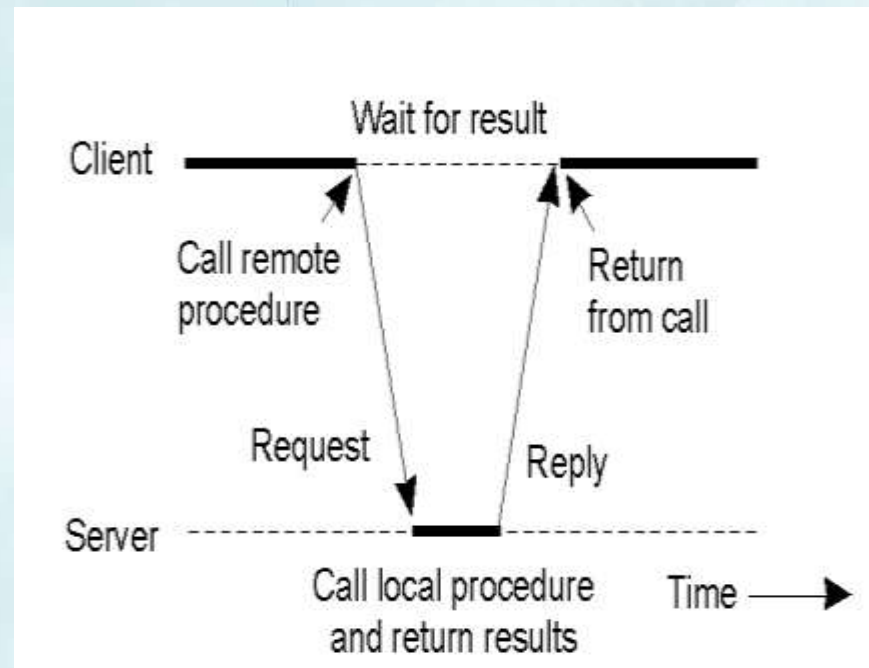 Wait for result
Client
Call remote
procedure
Return
from call
Request
Reply
Server
Call local procedure
and return results
Time